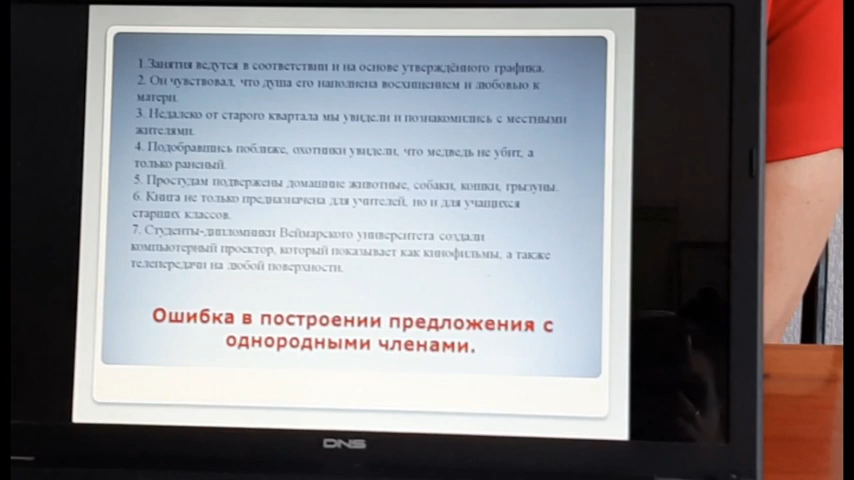 1.Занятия ведутся в соответствии и на основе утверждённого графика.
2. Он чувствовал, что душа его наполнена восхищением и любовью к
матери.
3. Недалеко от старого квартала мы увидели и познакомились с местными
жителями.
4. Подобравшись поближе, охотники увидели, что медведь не убит, а
только раненый.
5. Простудам подвержены домашние животные, собаки, кошки, грызуны.
6. Книга не только предназначена для учителей, но и для учащихся
старших классов.
7. Студенты-дипломники Веймарского университета создали
компьютерный проектор, который показывает как кинофильмы, а также
телепередачи на любой поверхности.
Ошибка в построении предложения с
однородными членами.
DNS